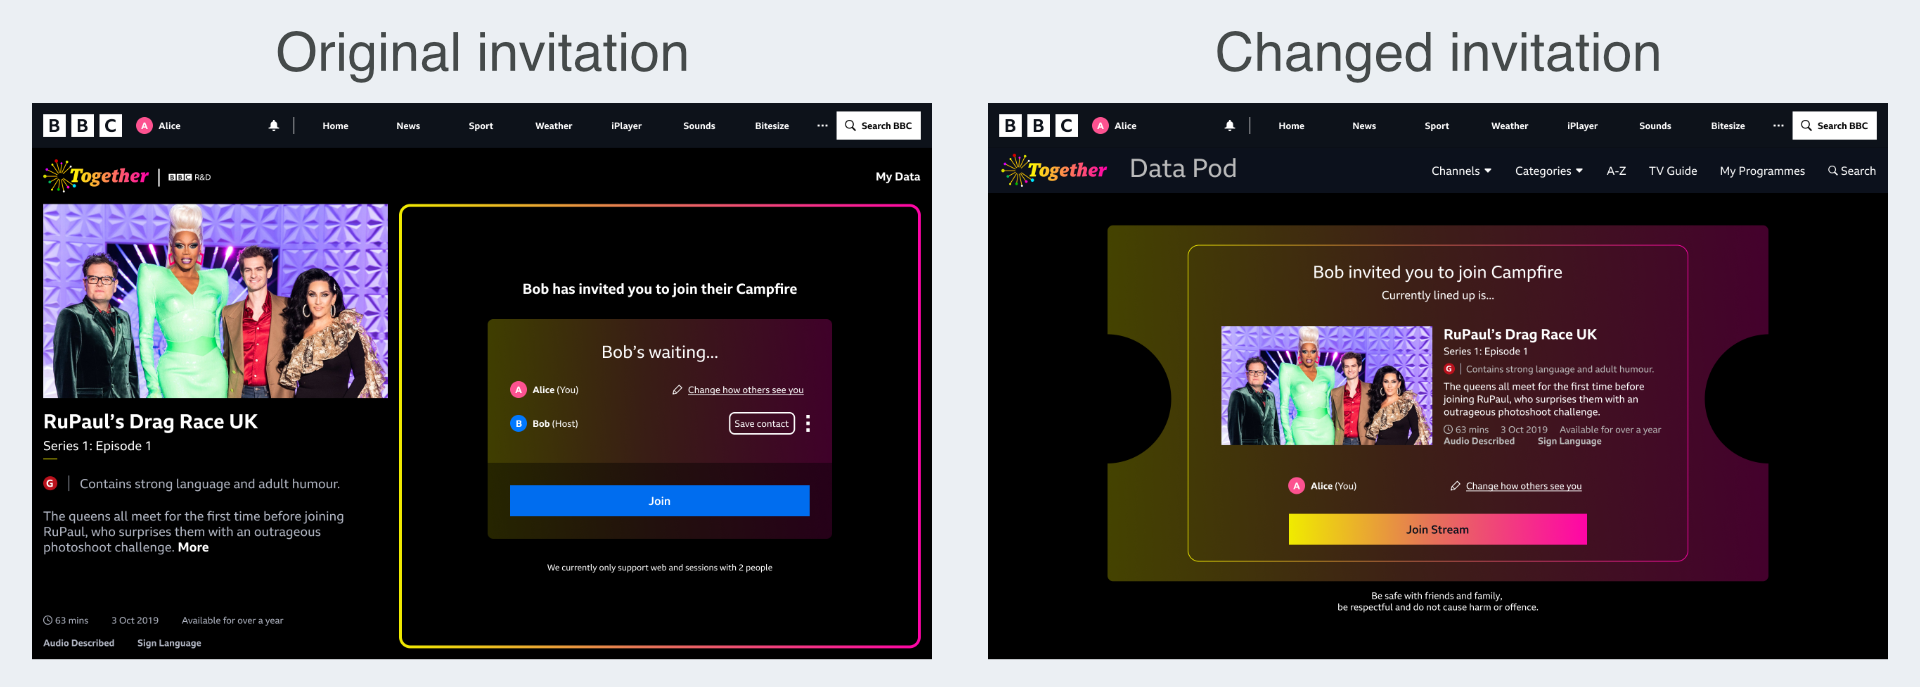 Original invitation
BBC A Alice Home News Sport Weather iPlayer Sounds Bitesize ... Search BBC
Together | BBC R&D My Data
RuPaul's Drag Race UK
Series 1: Episode 1
G | Contains strong language and adult humour.
The queens all meet for the first time before joining
RuPaul, who surprises them with an outrageous
photoshoot challenge. More
63 mins 3 Oct 2019 Available for over a year
Audio Described Sign Language
Bob has invited you to join their Campfire
Bob's waiting...
A Alice (You) Change how others see you
B Bob (Host) Save contact
Join
We currently only support web and sessions with 2 people
Changed invitation
BBC A Alice Home News Sport Weather iPlayer Sounds Bitesize ... Search BBC
Together Data Pod Channels Categories A-Z TV Guide My Programmes Search
Bob invited you to join Campfire
Currently lined up is...
RuPaul's Drag Race UK
Series 1: Episode 1
G | Contains strong language and adult humour.
The queens all meet for the first time before
joining RuPaul, who surprises them with an
outrageous photoshoot challenge.
63 mins 3 Oct 2019 Available for over a year
Audio Described Sign Language
A Alice (You) Change how others see you
Join Stream
Be safe with friends and family,
be respectful and do not cause harm or offence.